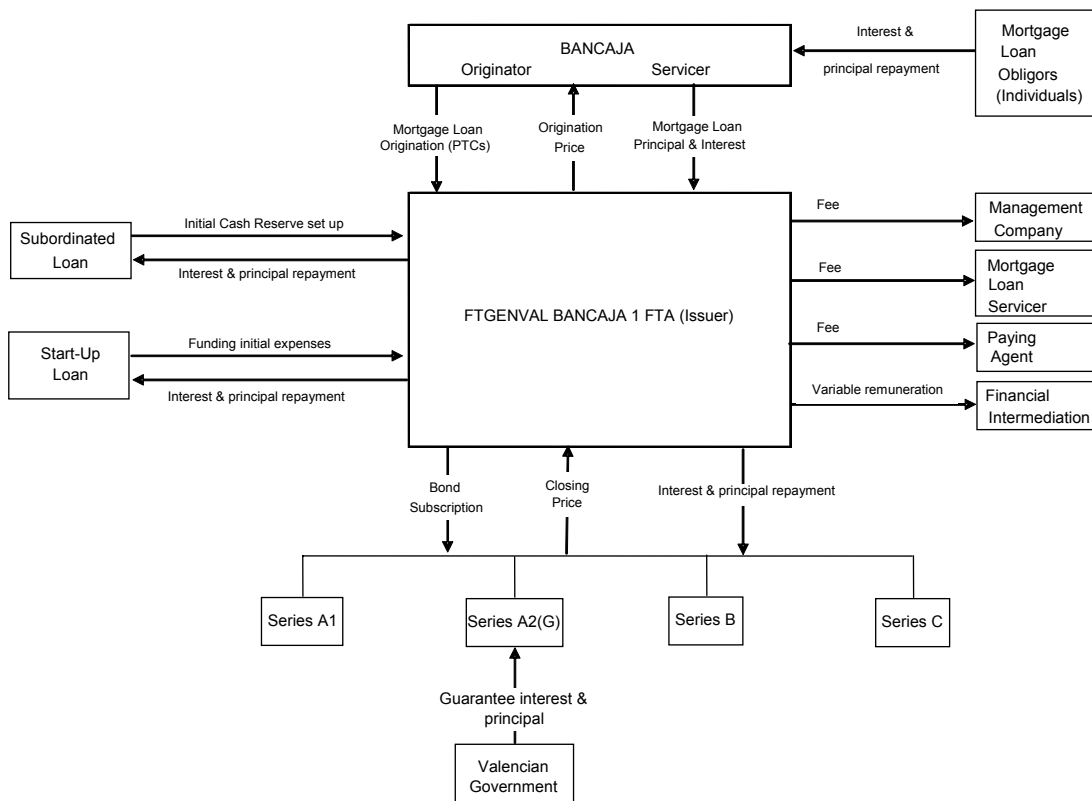 BANCAJA
Originator
Servicer
Interest &
principal repayment
Mortgage
Loan
Obligors
(Individuals)
Mortgage Loan
Origination (PTCs)
Origination
Price
Mortgage Loan
Principal & Interest
Subordinated
Loan
Initial Cash Reserve set up
Interest & principal repayment
Start-Up
Loan
Funding initial expenses
Interest & principal repayment
FTGENVAL BANCAJA 1 FTA (Issuer)
Fee
Management
Company
Fee
Mortgage
Loan
Servicer
Fee
Paying
Agent
Variable remuneration
Financial
Intermediation
Bond
Subscription
Closing
Price
Interest & principal repayment
Series A1
Series A2(G)
Series B
Series C
Guarantee interest &
principal
Valencian
Government